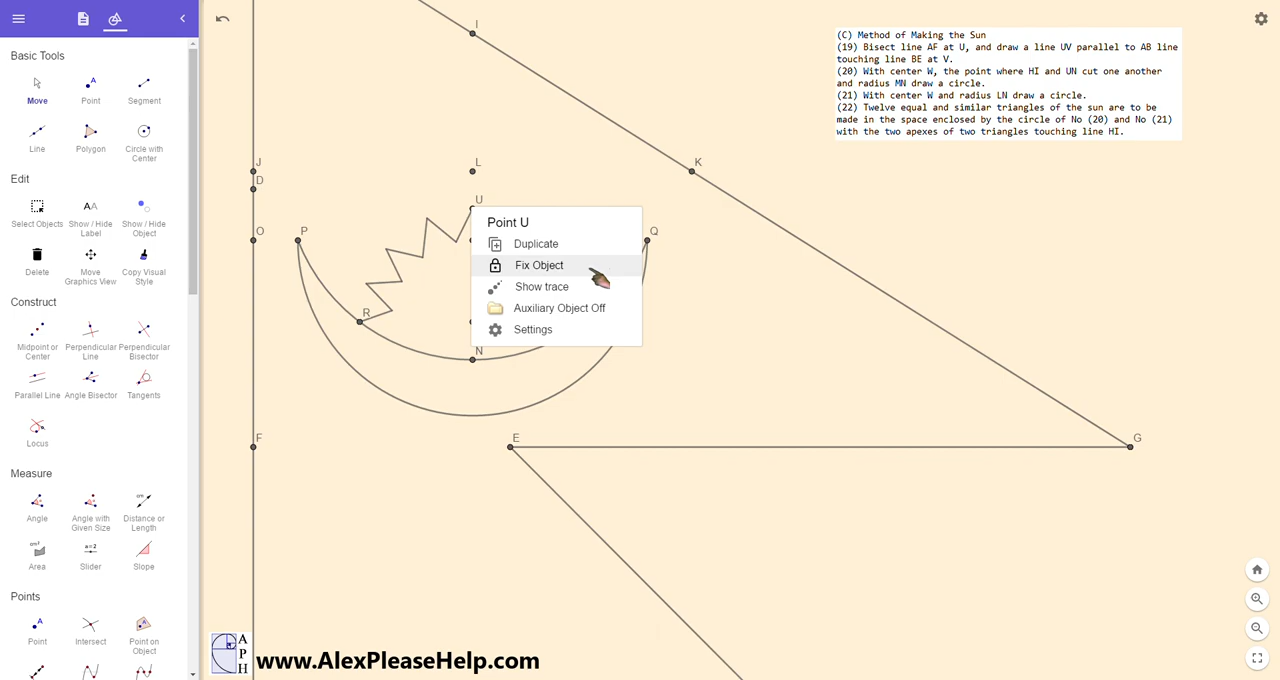 Basic Tools
Move
Point
Segment
Line
Polygon
Circle with
Center
Edit
Select Objects
Show / Hide
Label
Show / Hide
Object
Delete
Move
Graphics View
Copy Visual
Style
Construct
Midpoint or
Center
Perpendicular
Line
Perpendicular
Bisector
Parallel Line
Angle Bisector
Tangents
Locus
Measure
cm
cm²
a=2
Angle
Angle with
Given Size
Distance or
Length
Area
Slider
Slope
Points
Point
Intersect
Point on
Object
(C) Method of Making the Sun
(19) Bisect line AF at U, and draw a line UV parallel to AB line
touching line BE at V.
(20) With center W, the point where HI and UN cut one another
and radius MN draw a circle.
(21) With center W and radius LN draw a circle.
(22) Twelve equal and similar triangles of the sun are to be
made in the space enclosed by the circle of No (20) and No (21)
with the two apexes of two triangles touching line HI.
I
J
D
L
K
U
O
P
Q
R
N
F
E
G
Point U
Duplicate
Fix Object
Show trace
Auxiliary Object Off
Settings
A
P
H
www.AlexPleaseHelp.com